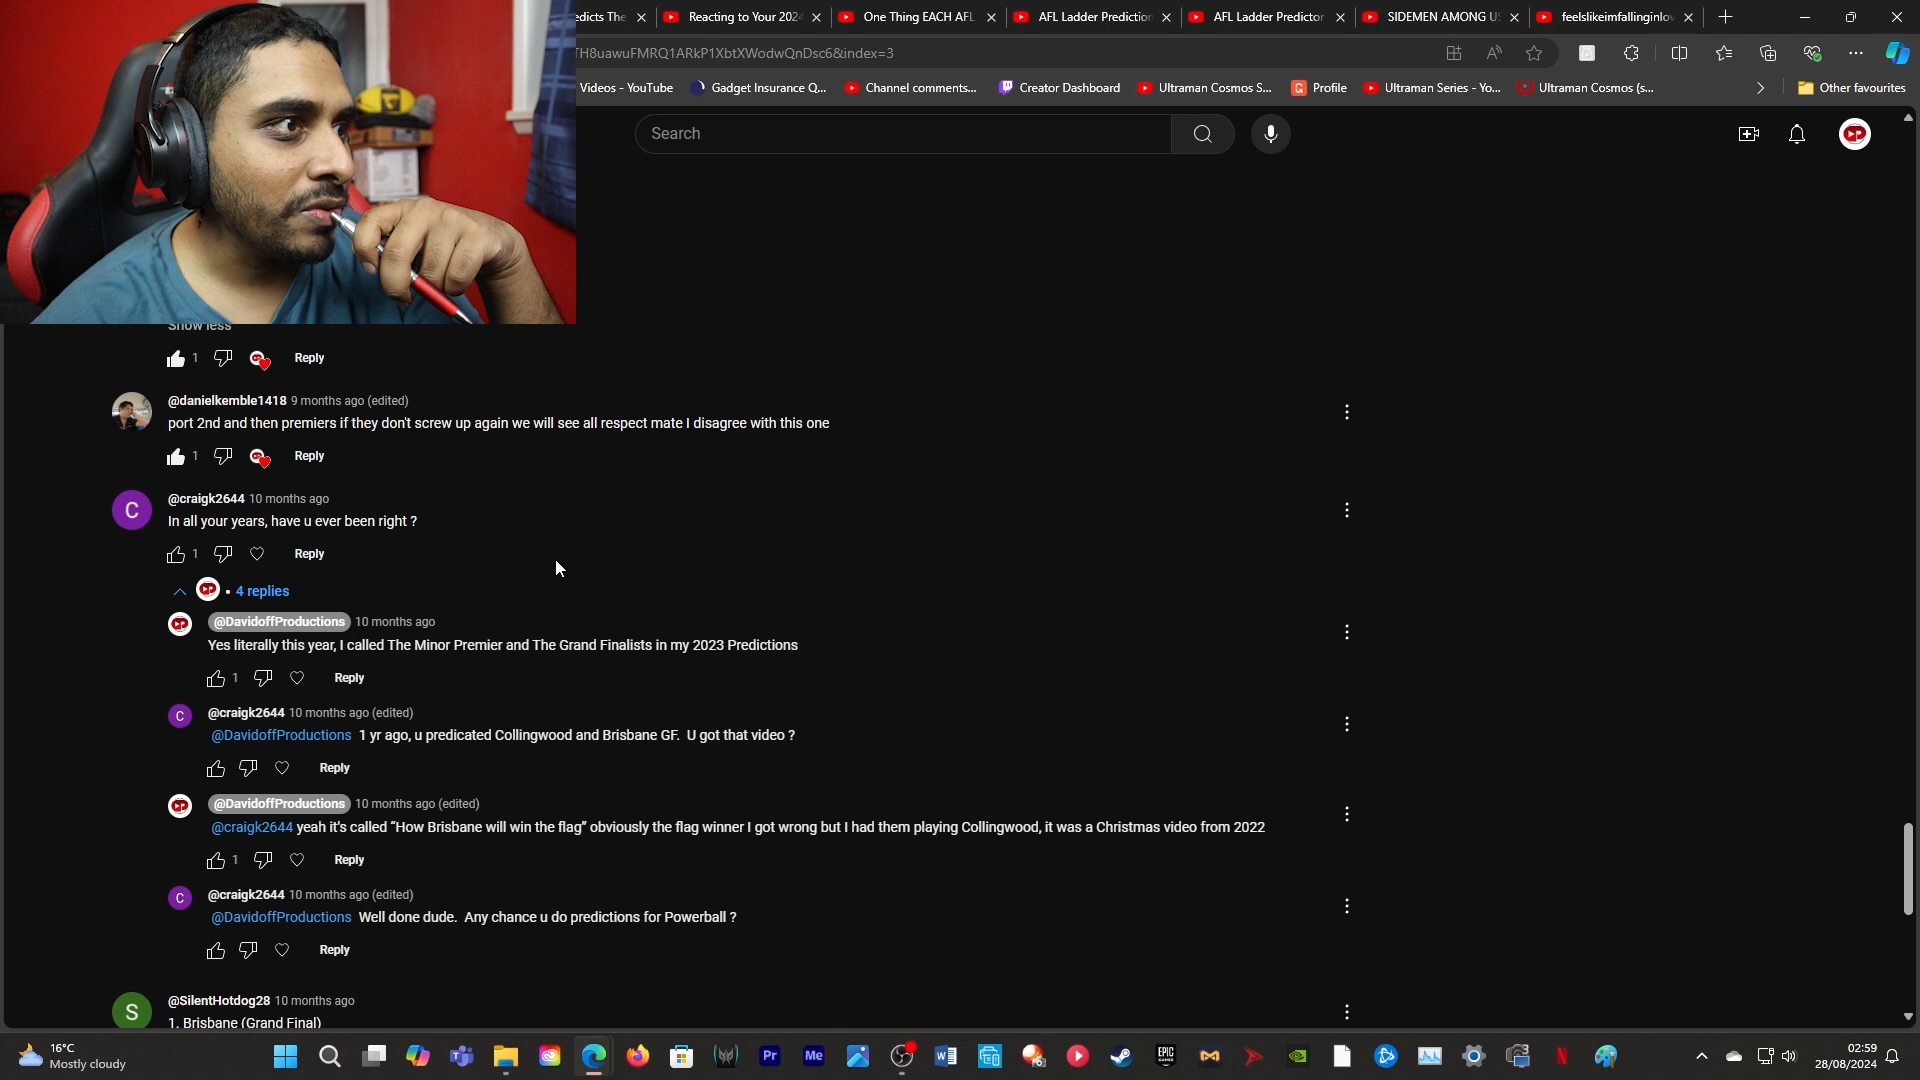 edicts The
Reacting to Your 2024
One Thing EACH AFL
AFL Ladder Prediction
AFL Ladder Predictor
SIDEMEN AMONG US
feelslikeimfallinginlov
TH8uawuFMRQ1ARkP1XbtXWodwQnDsc6&index=3
Videos - YouTube
Gadget Insurance Q...
Channel comments...
Creator Dashboard
Ultraman Cosmos S...
Profile
Ultraman Series - Yo...
Ultraman Cosmos (s...
Other favourites
Search
Show less
1 Reply
@danielkemble1418 9 months ago (edited)
port 2nd and then premiers if they don't screw up again we will see all respect mate I disagree with this one
1 Reply
C
@craigk2644 10 months ago
In all your years, have u ever been right ?
1 Reply
• 4 replies
@DavidoffProductions 10 months ago
Yes literally this year, I called The Minor Premier and The Grand Finalists in my 2023 Predictions
1 Reply
C
@craigk2644 10 months ago (edited)
@DavidoffProductions 1 yr ago, u predicated Collingwood and Brisbane GF. U got that video ?
Reply
@DavidoffProductions 10 months ago (edited)
@craigk2644 yeah it's called "How Brisbane will win the flag" obviously the flag winner I got wrong but I had them playing Collingwood, it was a Christmas video from 2022
1 Reply
C
@craigk2644 10 months ago (edited)
@DavidoffProductions Well done dude. Any chance u do predictions for Powerball ?
Reply
S
@SilentHotdog28 10 months ago
1. Brisbane (Grand Final)
16°C
Mostly cloudy
Pr
Me
EPIC GAMES
02:59
28/08/2024